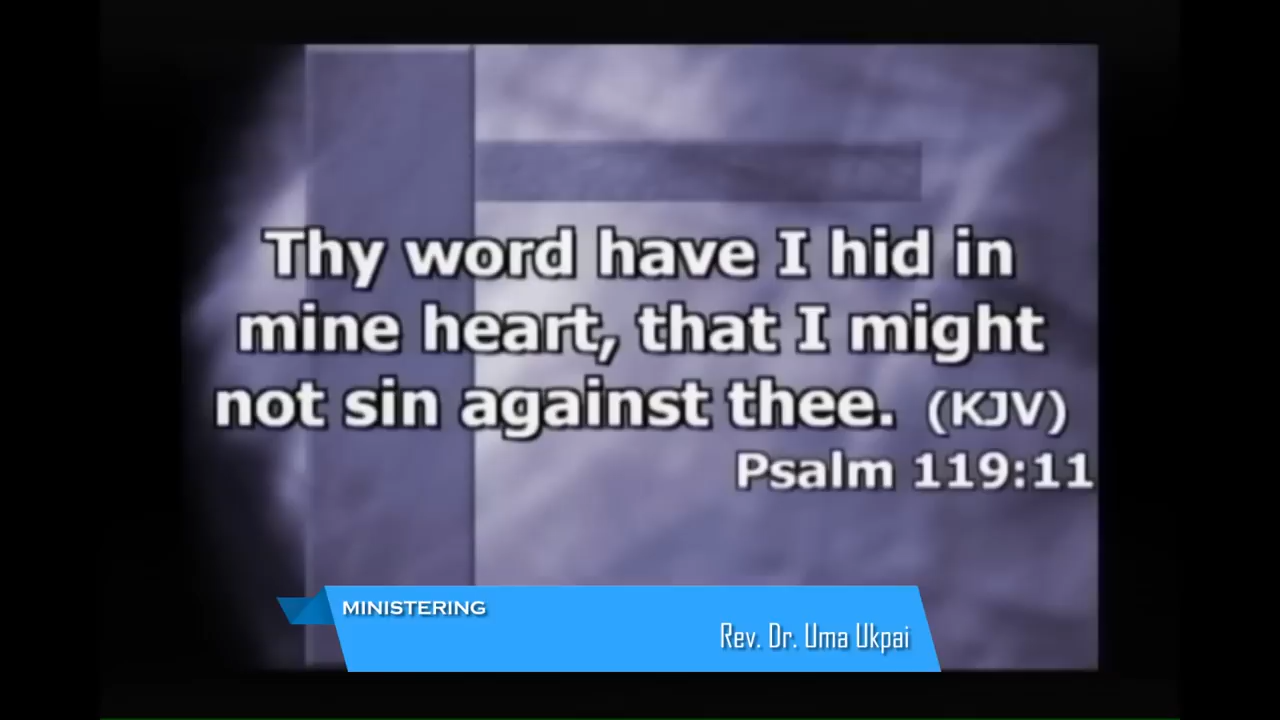 Thy word have I hid in
mine heart, that I might
not sin against thee. (KJV)
Psalm 119:11
MINISTERING
Rev. Dr. Uma Ukpai